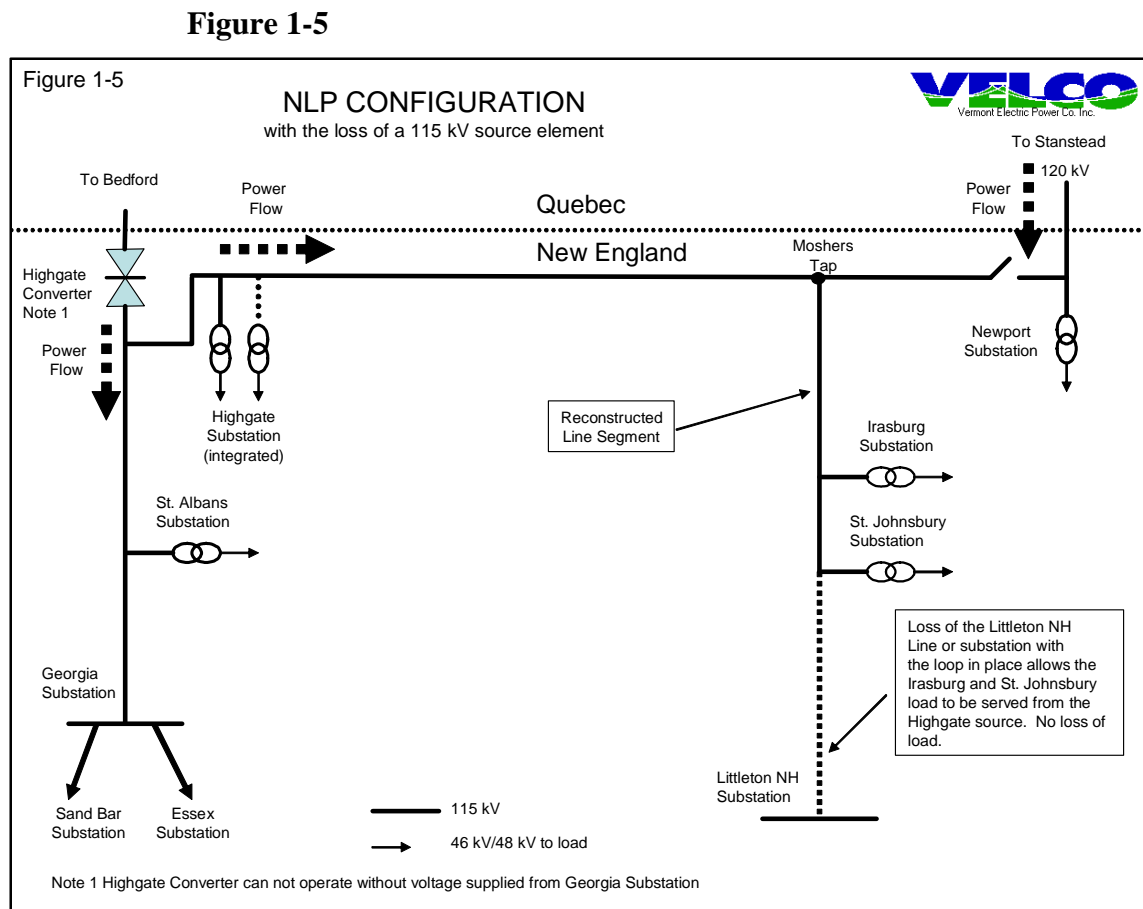 Figure 1-5
Figure 1-5
NLP CONFIGURATION
with the loss of a 115 kV source element
VELCO
Vermont Electric Power Co. Inc.
To Stanstead
120 kV
To Bedford
Power
Flow
Power
Flow
Quebec
New England
Moshers
Tap
Highgate
Converter
Note 1
Power
Flow
Newport
Substation
Highgate
Substation
(integrated)
Reconstructed
Line Segment
Irasburg
Substation
St. Albans
Substation
St. Johnsbury
Substation
Loss of the Littleton NH
Line or substation with
the loop in place allows the
Irasburg and St. Johnsbury
load to be served from the
Highgate source.  No loss of
load.
Georgia
Substation
Littleton NH
Substation
Sand Bar
Substation
Essex
Substation
115 kV
46 kV/48 kV to load
Note 1 Highgate Converter can not operate without voltage supplied from Georgia Substation